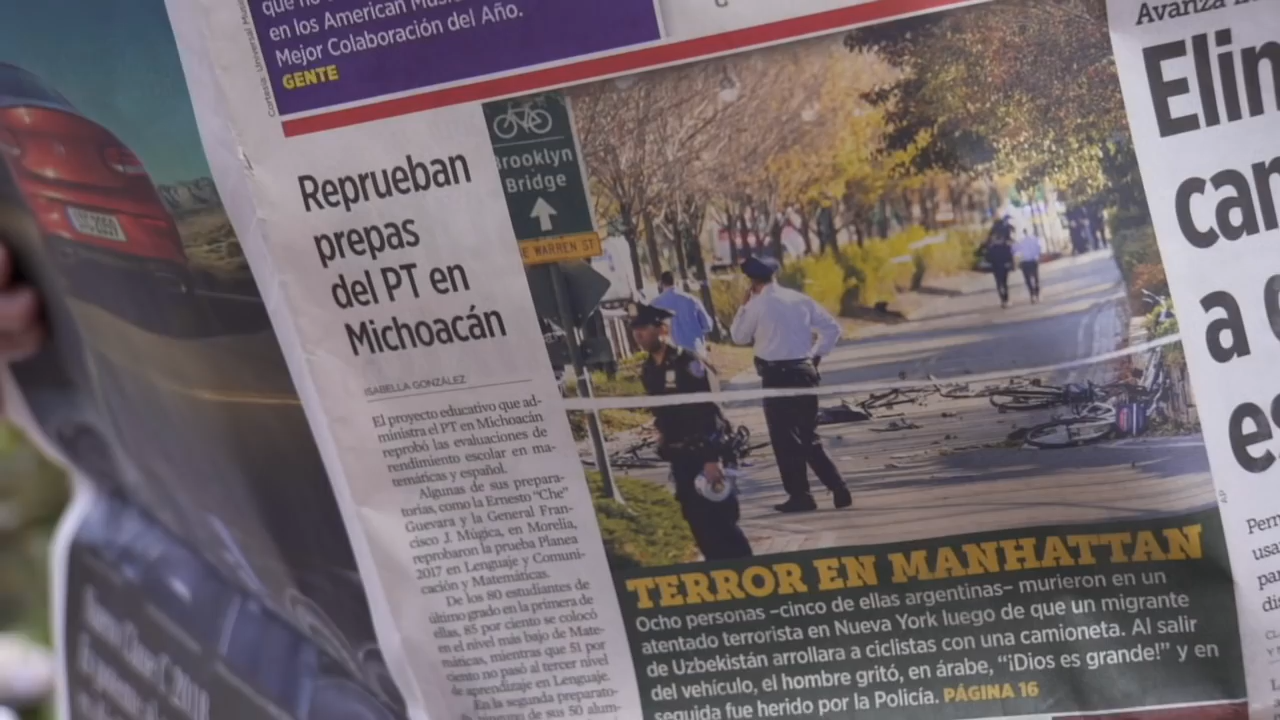 en los American
Mejor Colaboración del Año.
GENTE
Reprueban
prepas
del PT en
Michoacán
ISABELLA GONZÁLEZ
El proyecto educativo que ad-
ministra el PT en Michoacán
reprobó las evaluaciones de
rendimiento escolar en ma-
temáticas y español.
Algunas de sus prepara-
torias, como la Ernesto "Che"
Guevara y la General Fran-
cisco J. Múgica, en Morelia,
reprobaron la prueba Planea
2017 en Lenguaje y Comuni-
cación y Matemáticas.
De los 80 estudiantes de
último grado en la primera de
ellas, 85 por ciento se colocó
en el nivel más bajo de Mate-
máticas, mientras que 51 por
ciento no pasó al tercer nivel
de aprendizaje en Lenguaje.
En la segunda preparato-
de sus 50 alum-
Brooklyn
Bridge
WARREN ST
TERROR EN MANHATTAN
Ocho personas –cinco de ellas argentinas– murieron en un
atentado terrorista en Nueva York luego de que un migrante
de Uzbekistán arrollara a ciclistas con una camioneta. Al salir
del vehículo, el hombre gritó, en árabe, "¡Dios es grande!" y en
seguida fue herido por la Policía. PÁGINA 16
AP
Avanza
Elin
can
a
es